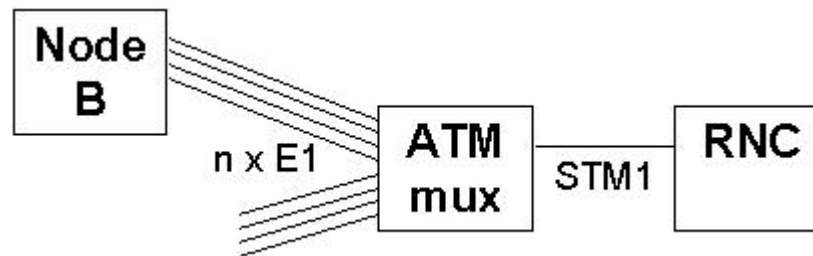 Node
B
n x E1
ATM
mux
STM1
RNC